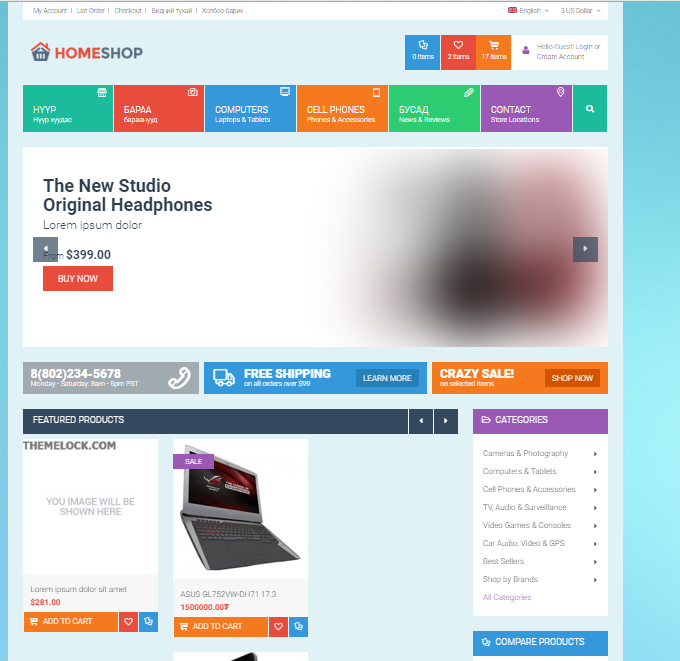 My Account | List Order | Checkout | Бидний тухай | Холбоо барих
English $ US Dollar
HOMESHOP
0 Items 2 Items 17 Items
Hello Guest! Login or
Create Account
НҮҮР
Нүүр хуудас
БАРАА
бараанууд
COMPUTERS
Laptops & Tablets
CELL PHONES
Phones & Accessories
БУСАД
News & Reviews
CONTACT
Store Locations
The New Studio
Original Headphones
Lorem ipsum dolor
From $399.00
BUY NOW
8(802)234-5678
Monday - Saturday: 8am - 6pm PST
FREE SHIPPING
on all orders over $99
LEARN MORE
CRAZY SALE!
on selected items
SHOP NOW
FEATURED PRODUCTS
THEMELOCK.COM
YOU IMAGE WILL BE
SHOWN HERE
Lorem ipsum dolor sit amet
$281.00
ADD TO CART
SALE
ASUS GL752VW-DH71 17.3
1500000.00₮
ADD TO CART
CATEGORIES
Cameras & Photography
Computers & Tablets
Cell Phones & Accessories
TV, Audio & Surveillance
Video Games & Consoles
Car Audio, Video & GPS
Best Sellers
Shop by Brands
All Categories
COMPARE PRODUCTS